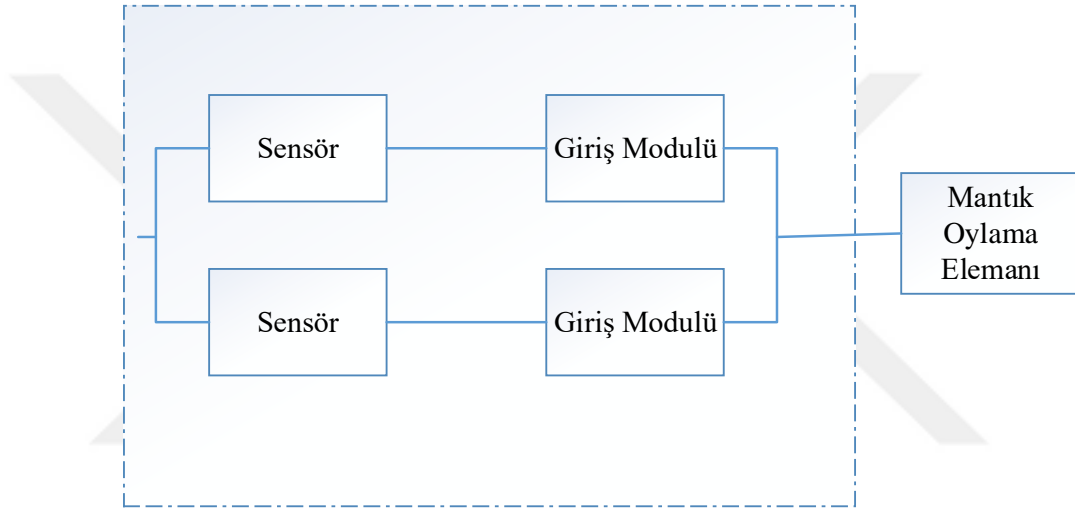 Sensör
Giriş Modulü
Mantık
Oylama
Elemanı
Sensör
Giriş Modulü